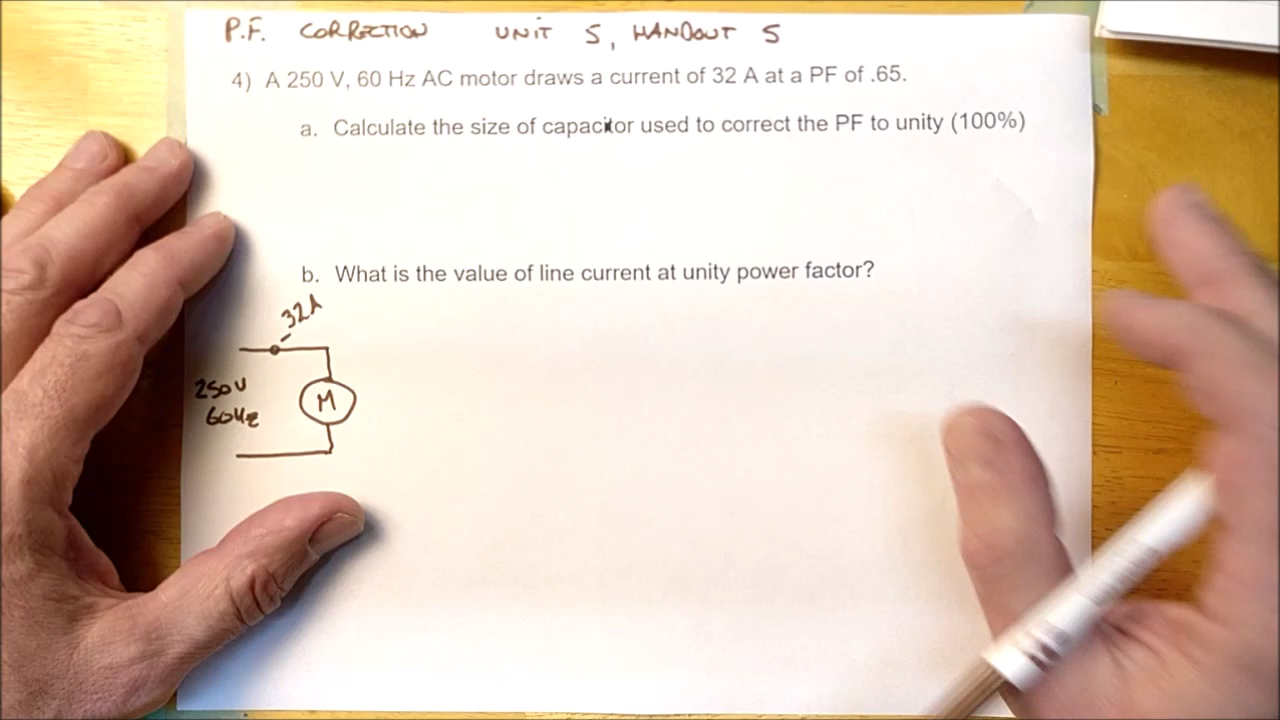 P.F. CORRECTION UNIT 5, HANDOUT 5
4) A 250 V, 60 Hz AC motor draws a current of 32 A at a PF of .65.
a. Calculate the size of capacitor used to correct the PF to unity (100%)
b. What is the value of line current at unity power factor?
32A
250V
60Hz
M